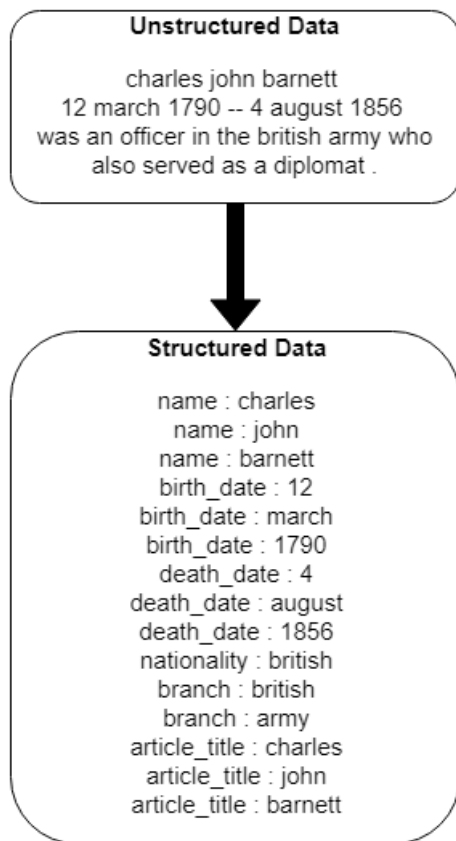 Unstructured Data
charles john barnett
12 march 1790 -- 4 august 1856
was an officer in the british army who
also served as a diplomat .
Structured Data
name : charles
name : john
name : barnett
birth_date : 12
birth_date : march
birth_date : 1790
death_date : 4
death_date : august
death_date : 1856
nationality : british
branch : british
branch : army
article_title : charles
article_title : john
article_title : barnett